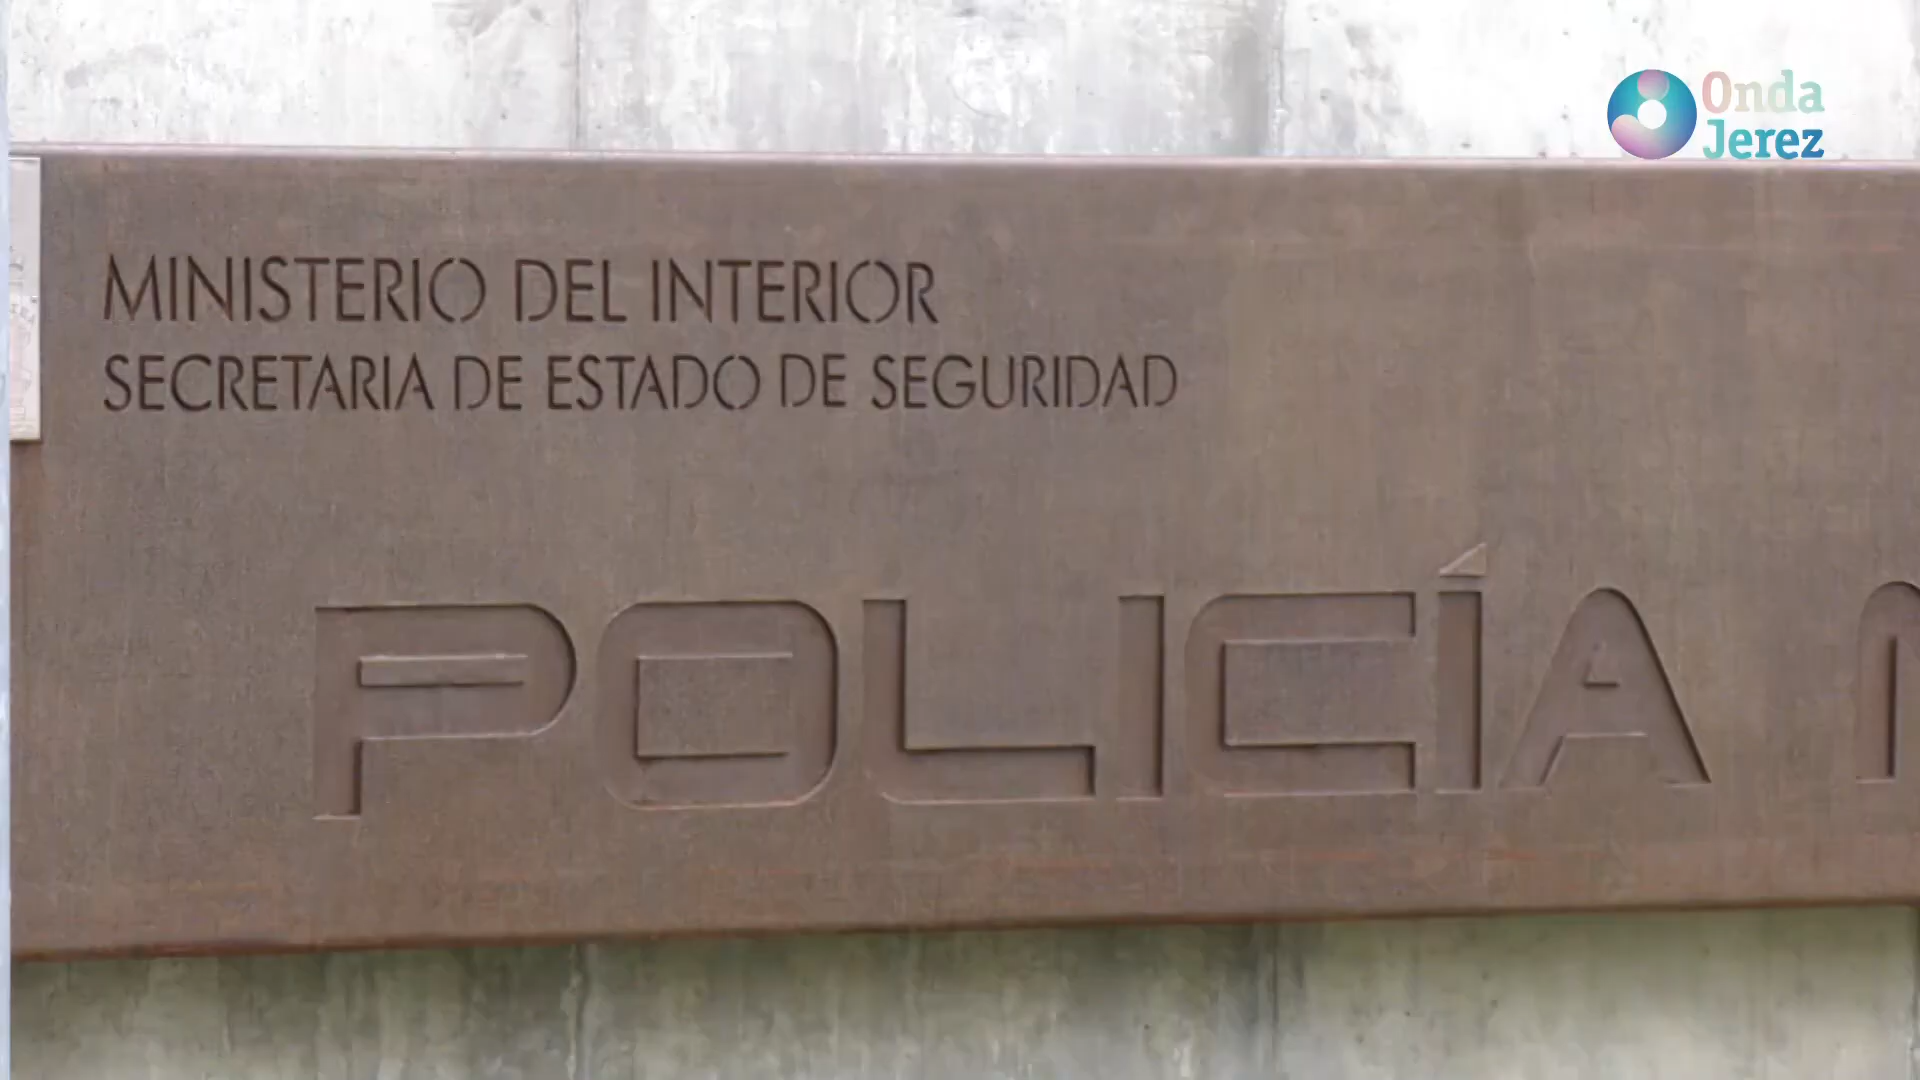 Onda
Jerez
MINISTERIO DEL INTERIOR
SECRETARIA DE ESTADO DE SEGURIDAD
POLICÍA